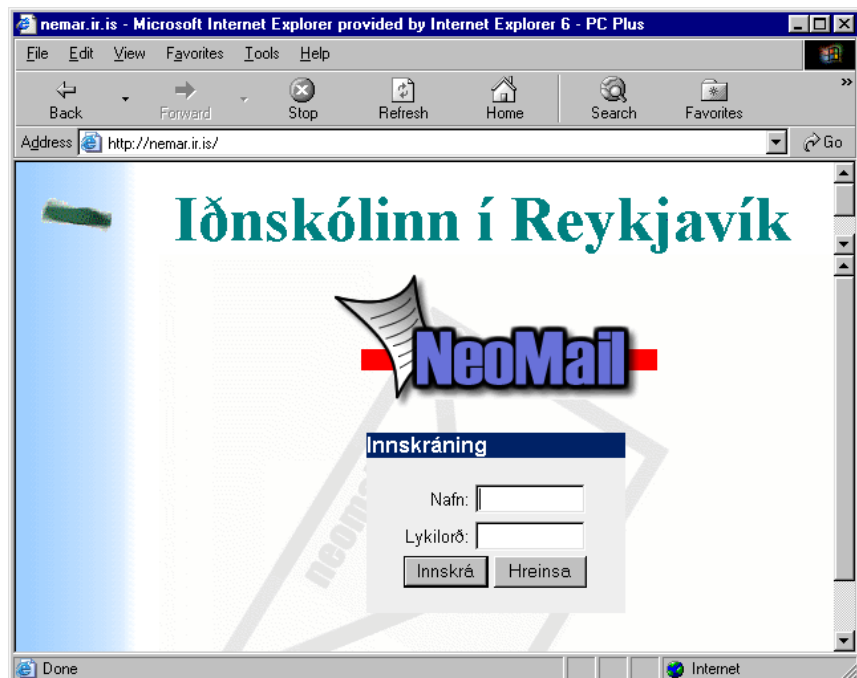 nemar.ir.is - Microsoft Internet Explorer provided by Internet Explorer 6 - PC Plus
File Edit View Favorites Tools Help
Back Forward Stop Refresh Home Search Favorites »
Address http://nemar.ir.is/ Go
Iðnskólinn í Reykjavík
NeoMail
Innskráning
Nafn:
Lykilorð:
Innskrá Hreinsa
Done Internet